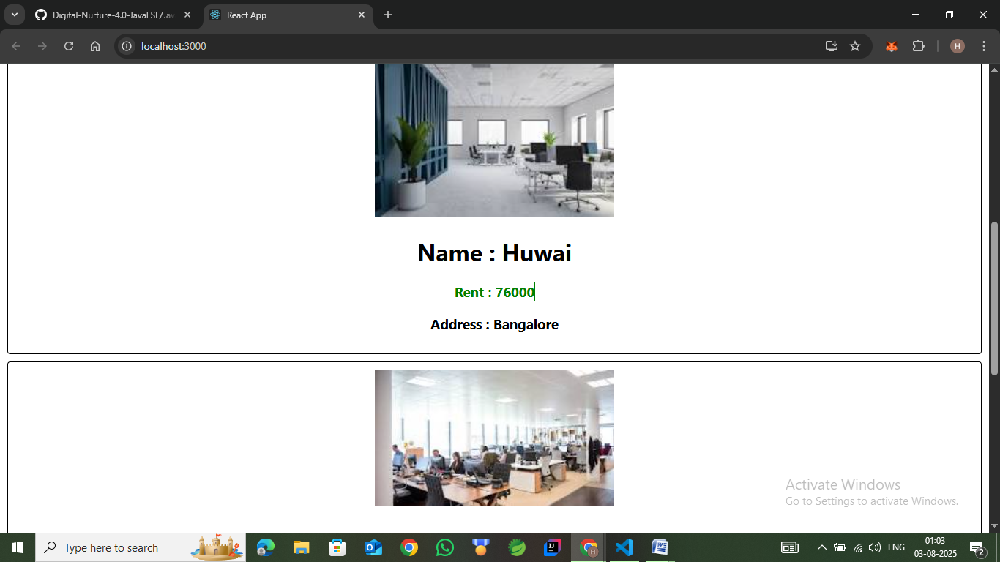 Digital-Nurture-4.0-JavaFSE/Jav
React App
localhost:3000
H
Name : Huwai
Rent : 76000
Address : Bangalore
Activate Windows
Go to Settings to activate Windows.
Type here to search
H
ENG
01:03
03-08-2025
2